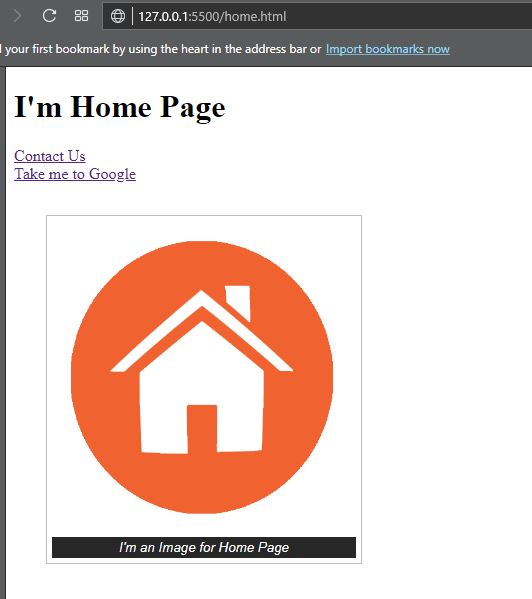 127.0.0.1:5500/home.html
your first bookmark by using the heart in the address bar or Import bookmarks now
I'm Home Page
Contact Us
Take me to Google
I'm an Image for Home Page